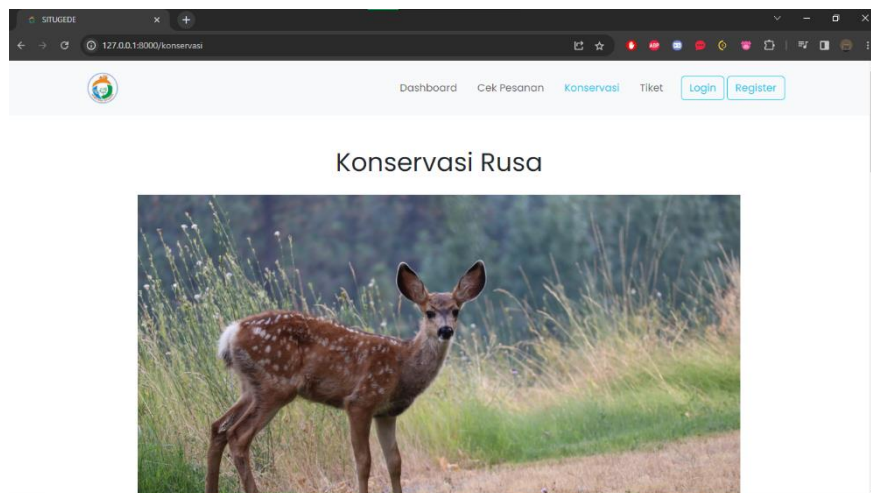 SITUGEDE
127.0.0.1:8000/konservasi
Dashboard Cek Pesanan Konservasi Tiket Login Register
Konservasi Rusa